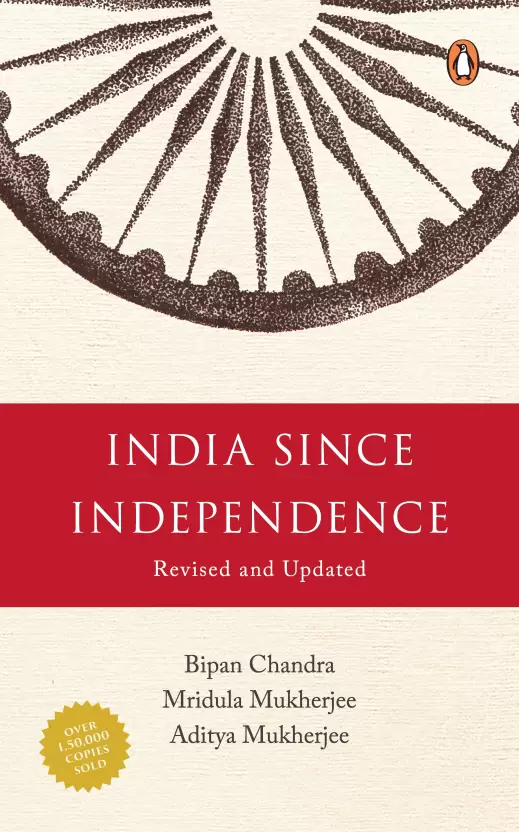 INDIA SINCE
INDEPENDENCE
Revised and Updated
Bipan Chandra
Mridula Mukherjee
Aditya Mukherjee
OVER
1,50,000
COPIES
SOLD